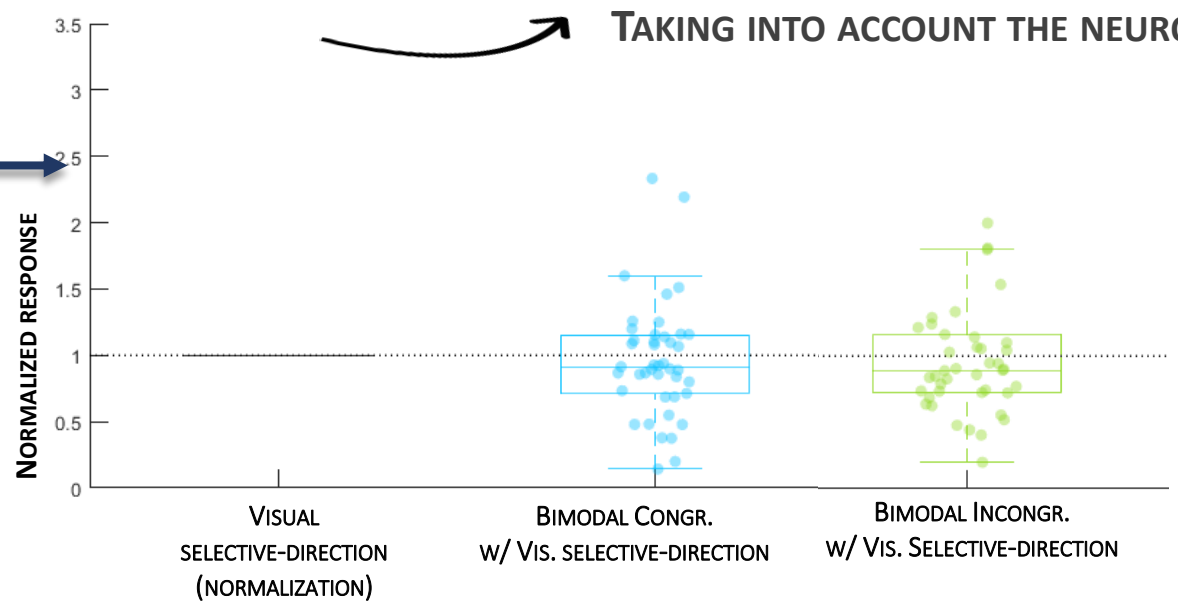 TAKING INTO ACCOUNT THE
3.5
3
2.5
2
1.5
1
0.5
0
NORMALIZED RESPONSE
VISUAL
SELECTIVE-DIRECTION
(NORMALIZATION)
BIMODAL CONGR.
W/ VIS. SELECTIVE-DIRECTION
BIMODAL INCONGR.
W/ VIS. SELECTIVE-DIRECTION